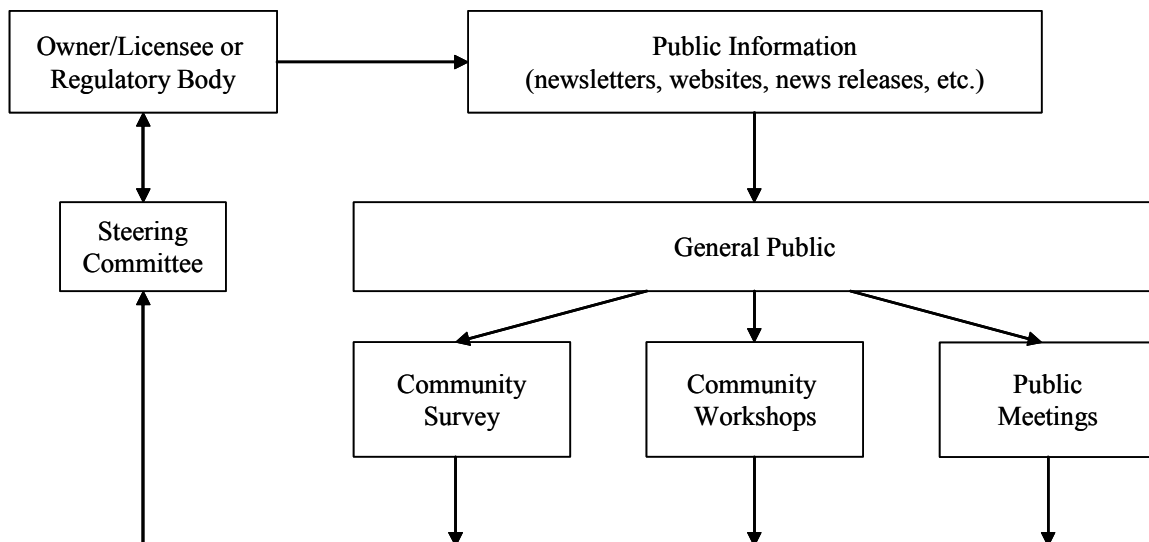 Owner/Licensee or
Regulatory Body
Public Information
(newsletters, websites, news releases, etc.)
Steering
Committee
General Public
Community
Survey
Community
Workshops
Public
Meetings